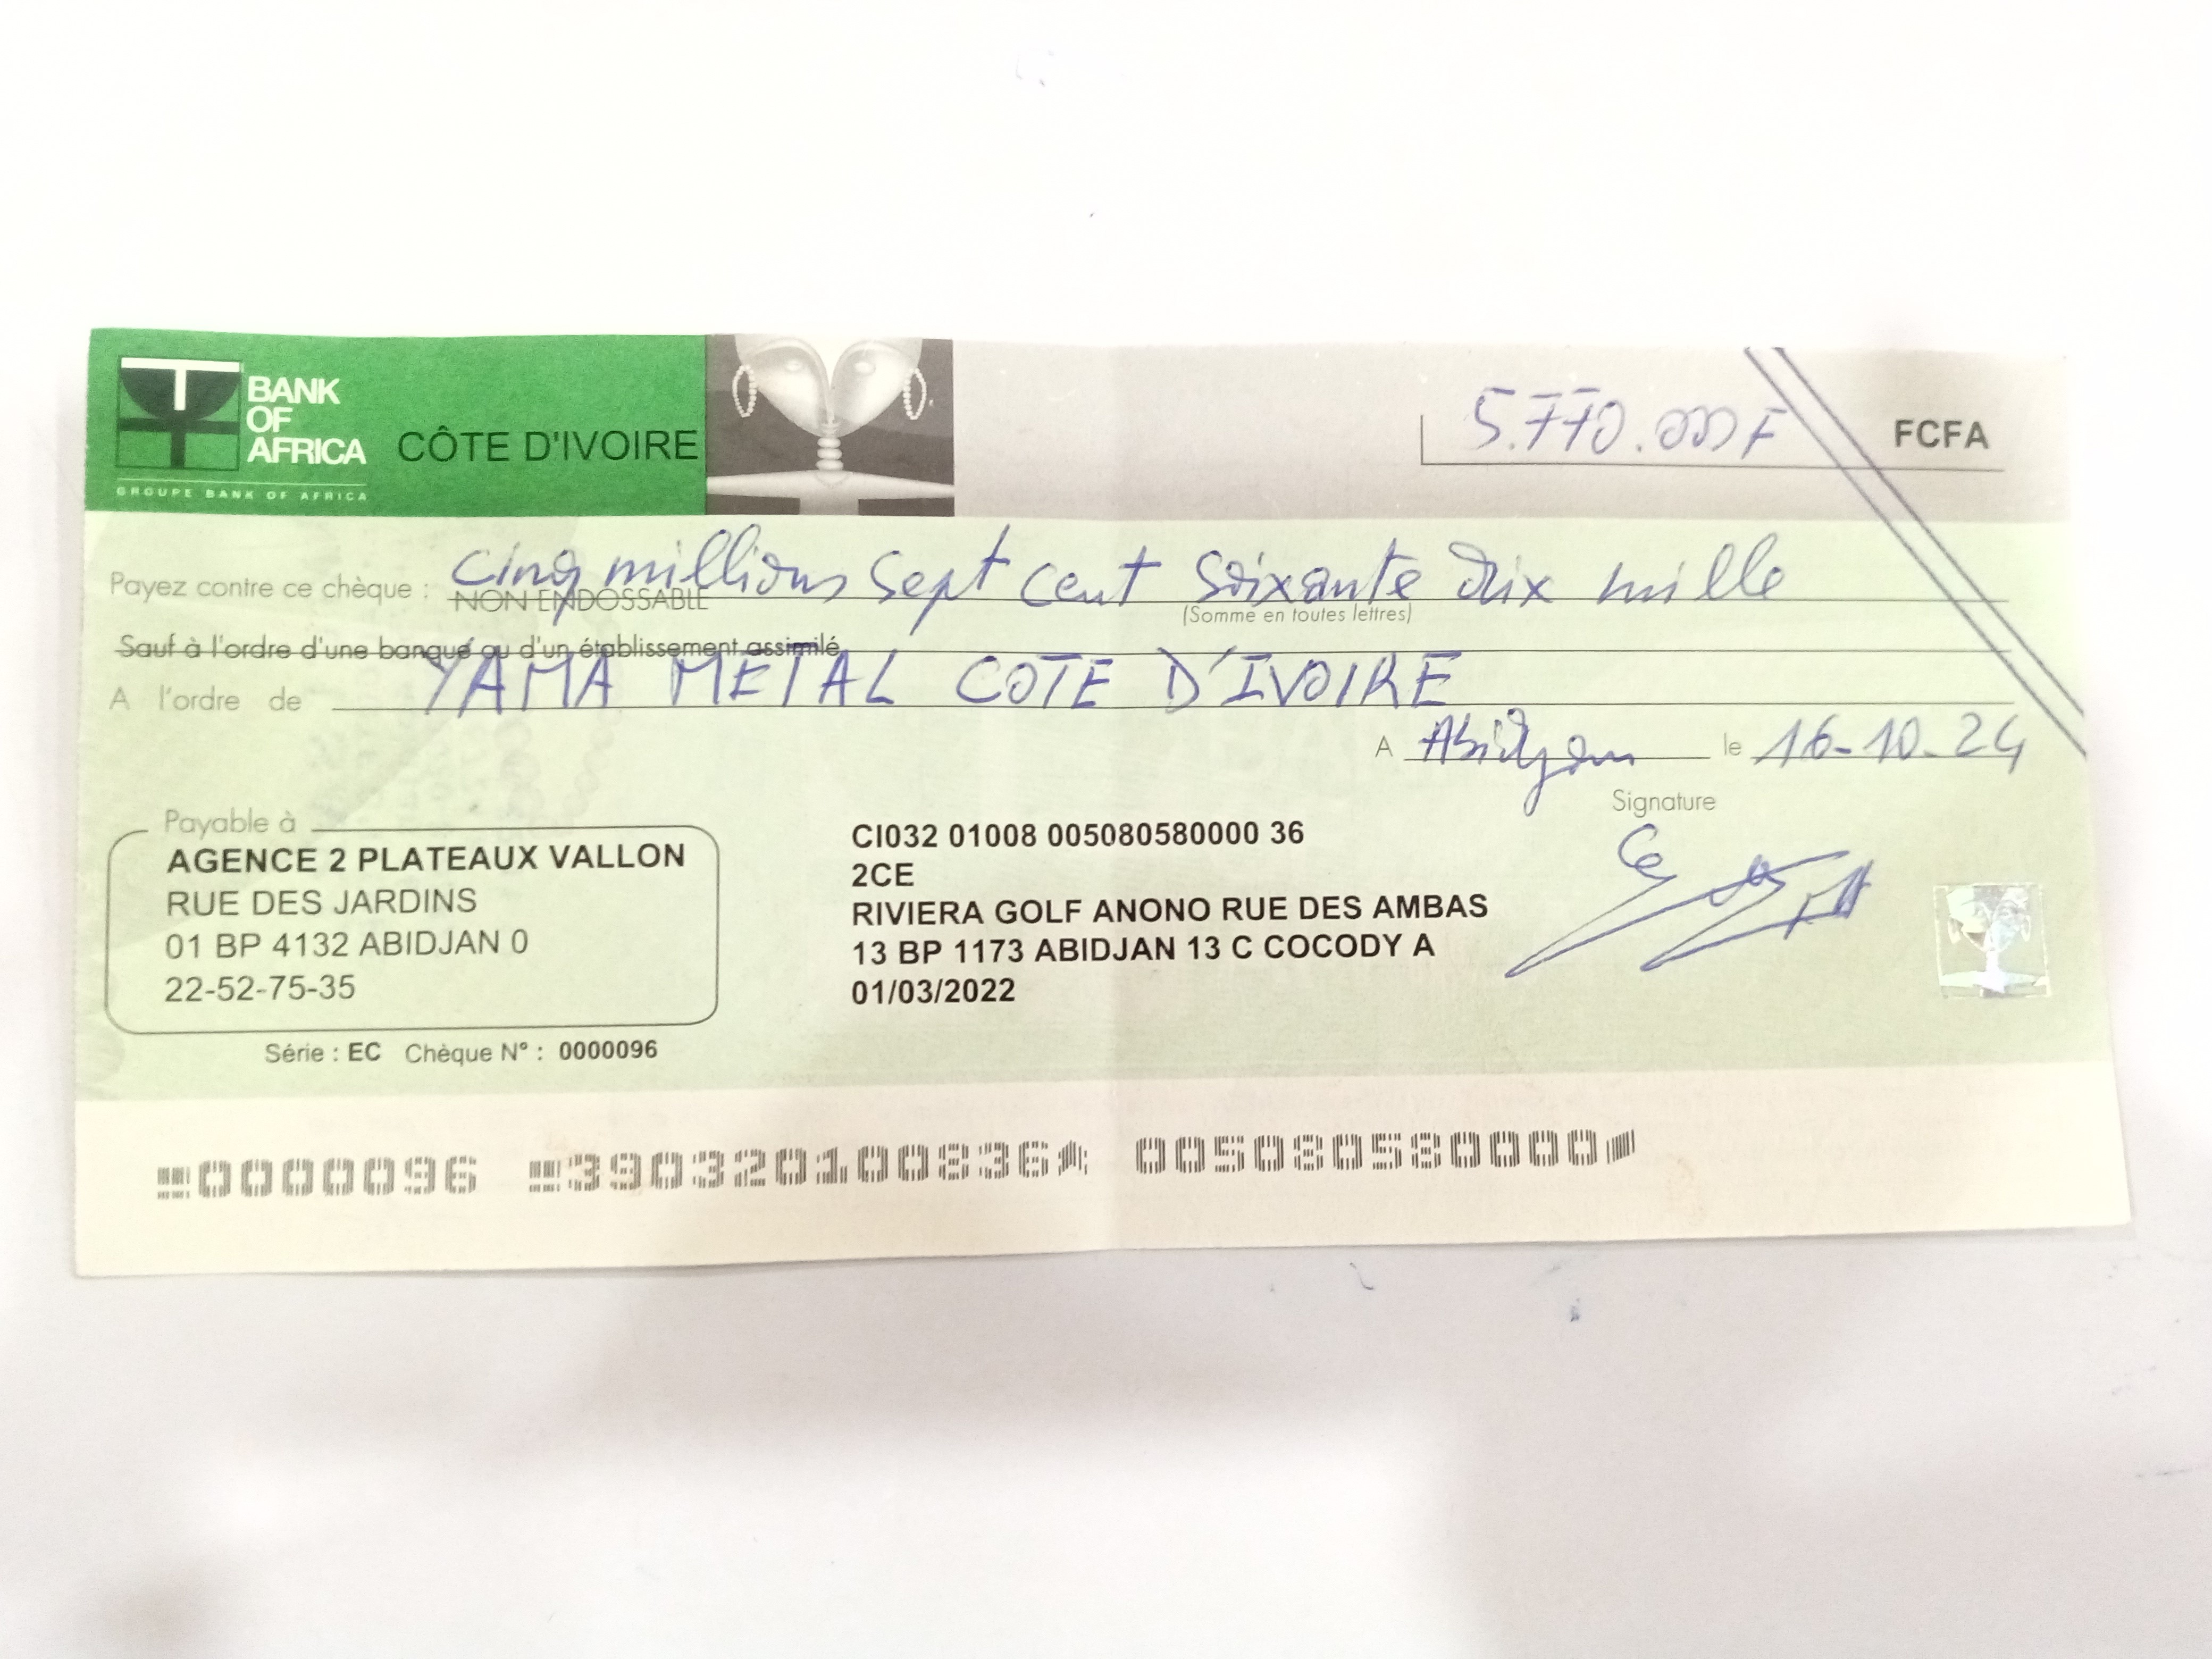 BANK
OF
AFRICA
CÔTE D'IVOIRE
GROUPE BANK OF AFRICA
5.770.000 F FCFA
Payez contre ce chèque : Cinq millions sept cent soixante dix mille
NON ENDOSSABLE
(Somme en toutes lettres)
Sauf à l'ordre d'une banque ou d'un établissement assimilé
A l'ordre de YAMA METAL COTE D'IVOIRE
A Abidjan le 16-10-24
Signature
Payable à
AGENCE 2 PLATEAUX VALLON
RUE DES JARDINS
01 BP 4132 ABIDJAN 0
22-52-75-35
CI032 01008 005080580000 36
2CE
RIVIERA GOLF ANONO RUE DES AMBAS
13 BP 1173 ABIDJAN 13 C COCODY A
01/03/2022
Série : EC Chèque N° : 0000096
0000096 390320100836 005080580000